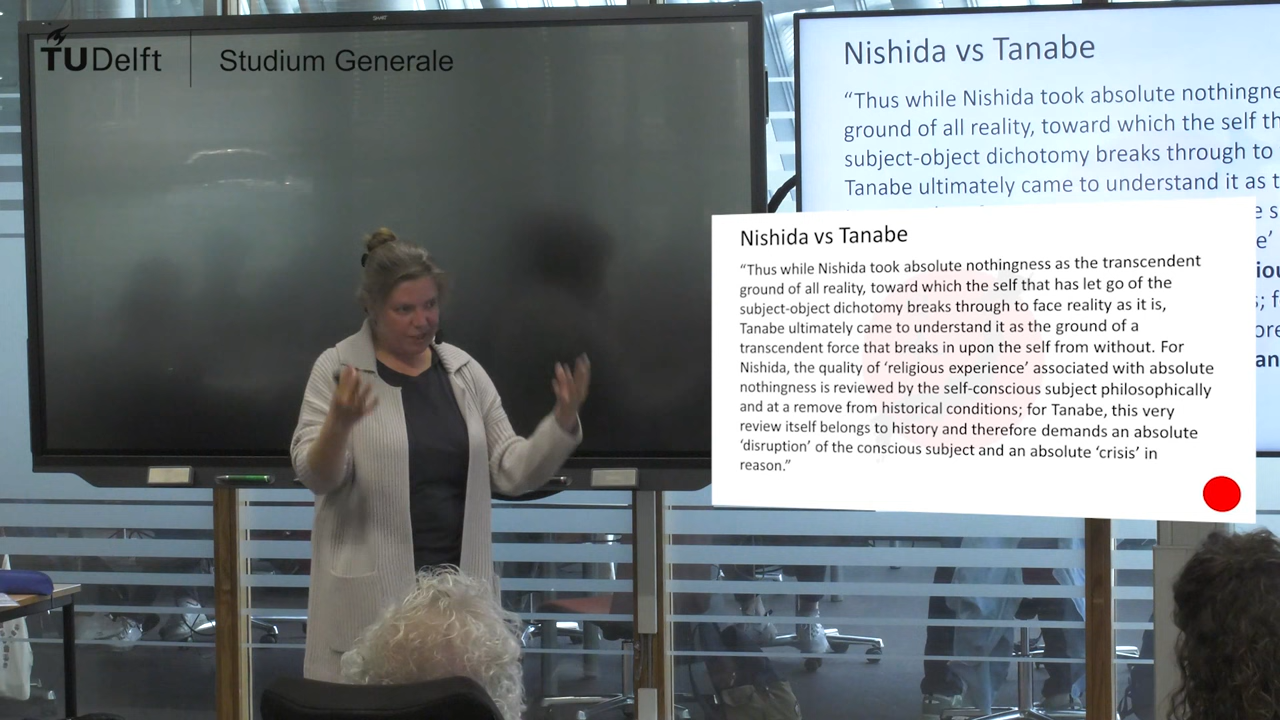 SMART
TUDelft
Studium Generale
Nishida vs Tanabe
“Thus while Nishida took absolute
ground of all reality, toward which the self
subject-object dichotomy breaks through to
Tanabe ultimately came to understand it as
Nishida vs Tanabe
“Thus while Nishida took absolute nothingness as the transcendent
ground of all reality, toward which the self that has let go of the
subject-object dichotomy breaks through to face reality as it is,
Tanabe ultimately came to understand it as the ground of a
transcendent force that breaks in upon the self from without. For
Nishida, the quality of ‘religious experience’ associated with absolute
nothingness is reviewed by the self-conscious subject philosophically
and at a remove from historical conditions; for Tanabe, this very
review itself belongs to history and therefore demands an absolute
‘disruption’ of the conscious subject and an absolute ‘crisis’ in
reason.”